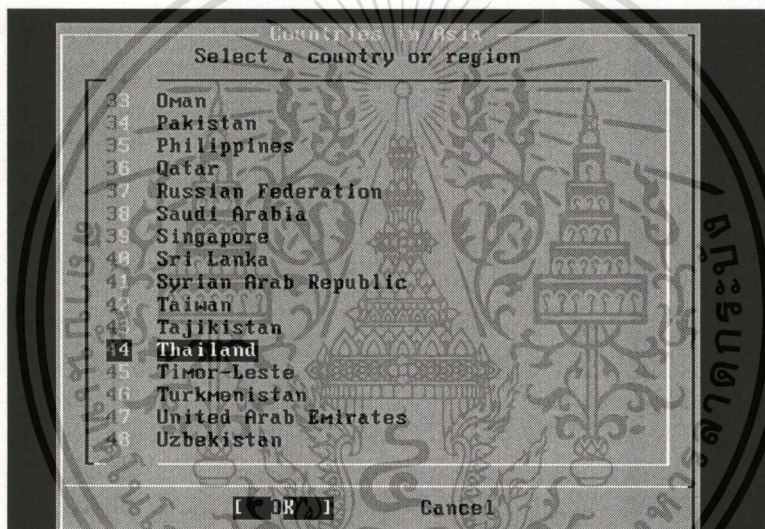 Countries in Asia
Select a country or region
33 Oman
34 Pakistan
35 Philippines
36 Qatar
37 Russian Federation
38 Saudi Arabia
39 Singapore
40 Sri Lanka
41 Syrian Arab Republic
42 Taiwan
43 Tajikistan
44 Thailand
45 Timor-Leste
46 Turkmenistan
47 United Arab Emirates
48 Uzbekistan
[ OK ] Cancel